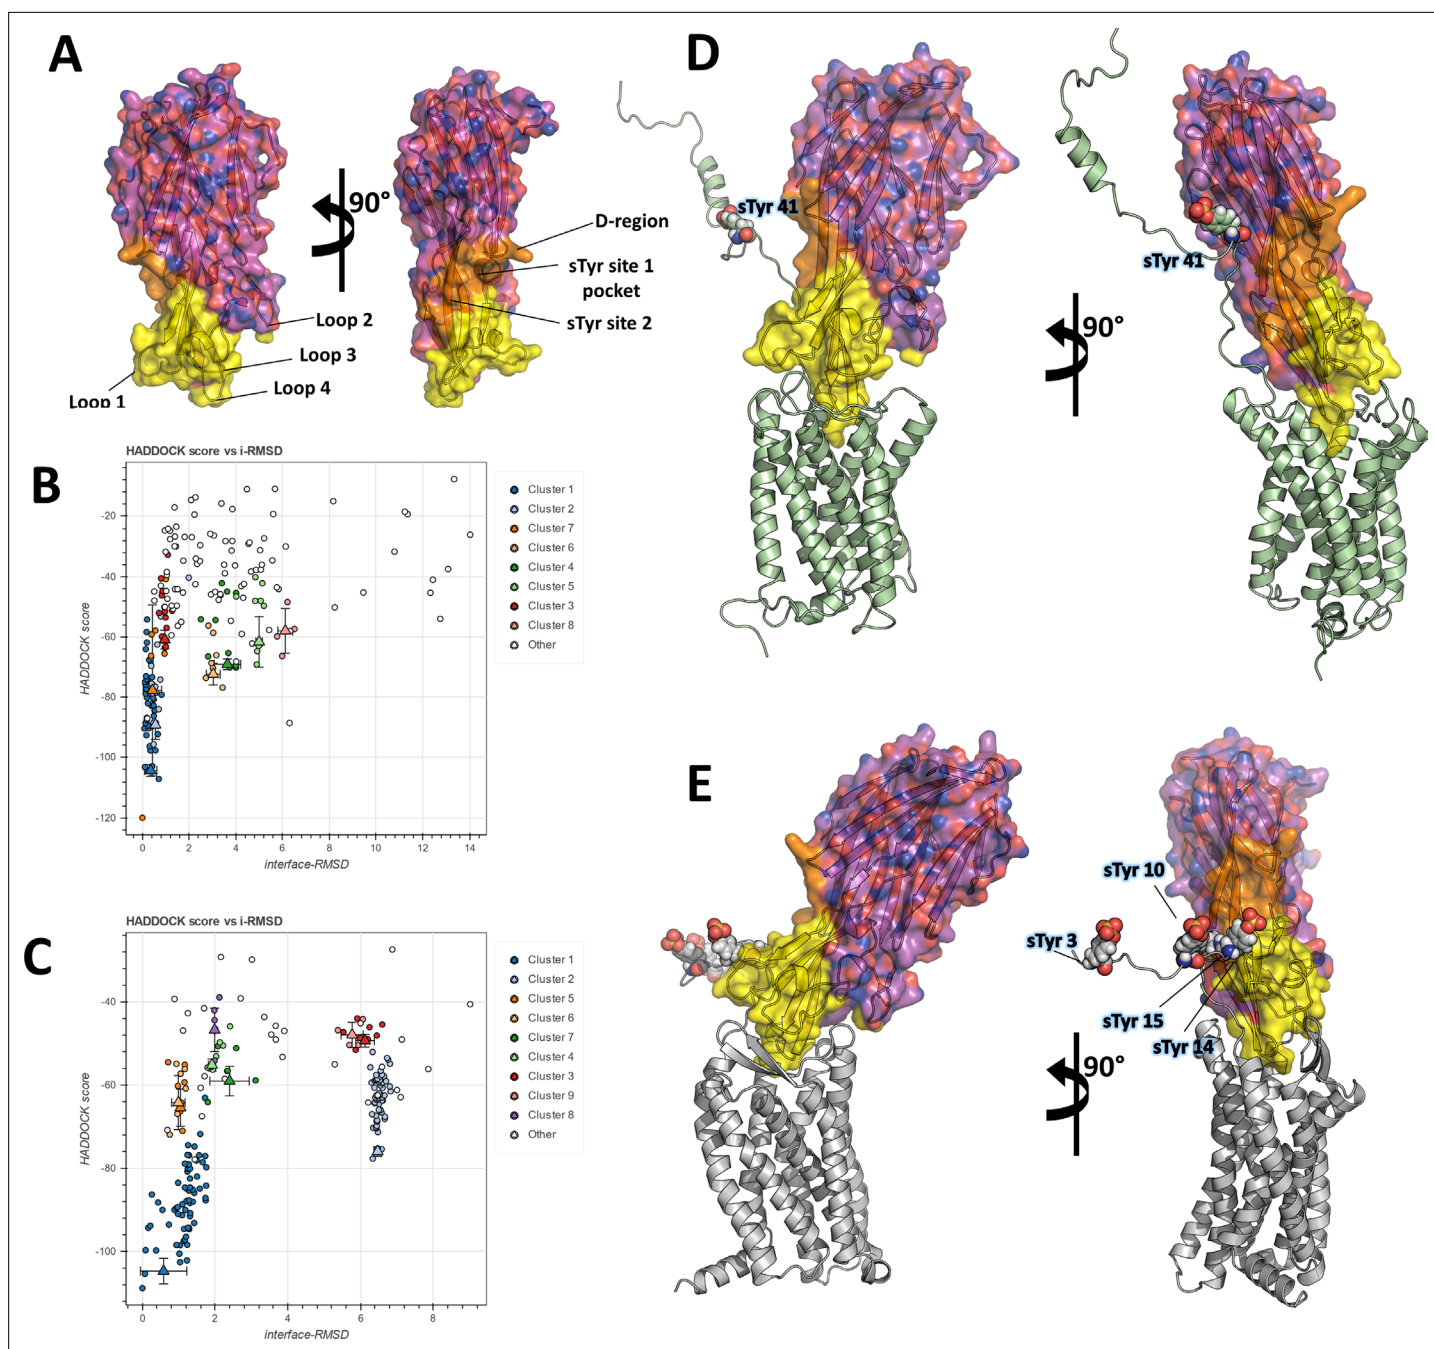 A
90°
D-region
sTyr site 1
pocket
sTyr site 2
Loop 2
Loop 3
Loop 4
Loop 1
B
HADDOCK score vs i-RMSD
HADDOCK score
-20
-40
-60
-80
-100
-120
0
2
4
6
8
10
12
14
interface-RMSD
Cluster 1
Cluster 2
Cluster 7
Cluster 6
Cluster 4
Cluster 5
Cluster 3
Cluster 8
Other
C
HADDOCK score vs i-RMSD
HADDOCK score
-40
-60
-80
-100
0
2
4
6
8
interface-RMSD
Cluster 1
Cluster 2
Cluster 5
Cluster 6
Cluster 7
Cluster 4
Cluster 3
Cluster 9
Cluster 8
Other
D
sTyr 41
90°
sTyr 41
E
sTyr 10
sTyr 3
sTyr 15
sTyr 14
90°